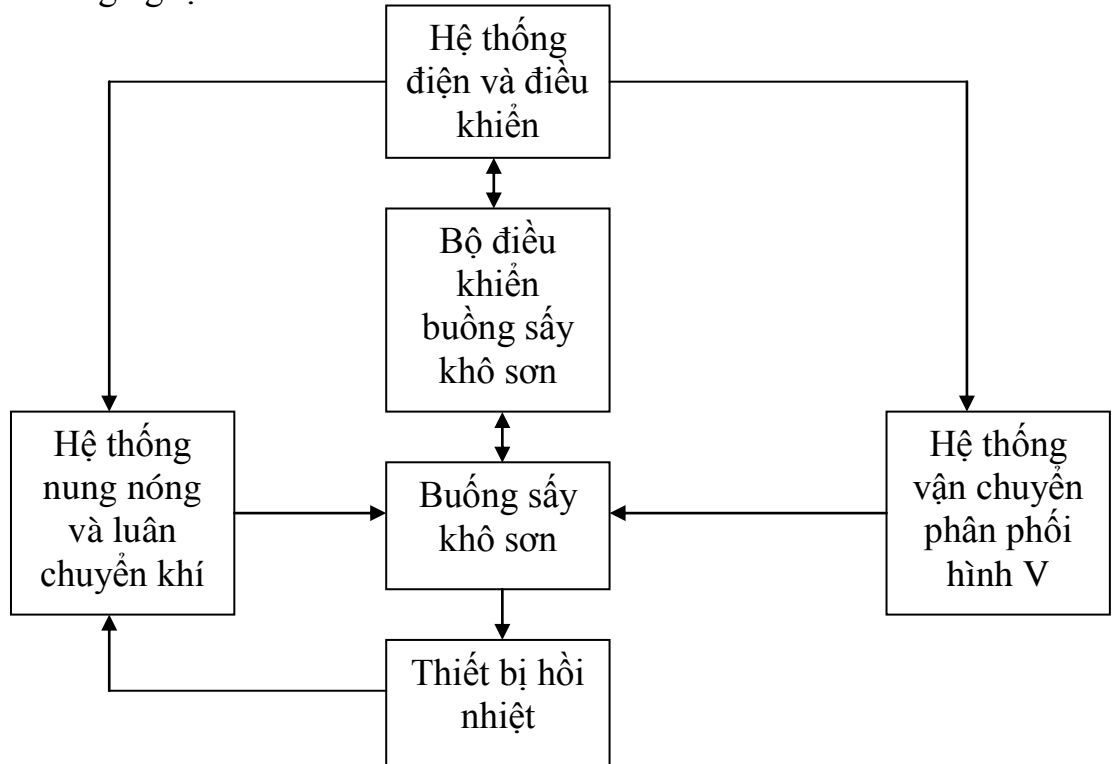 Hệ thống
điện và điều
khiển
Bộ điều
khiển
buồng sấy
khô sơn
Hệ thống
nung nóng
và luân
chuyển khí
Buống sấy
khô sơn
Hệ thống
vận chuyển
phân phối
hình V
Thiết bị hồi
nhiệt